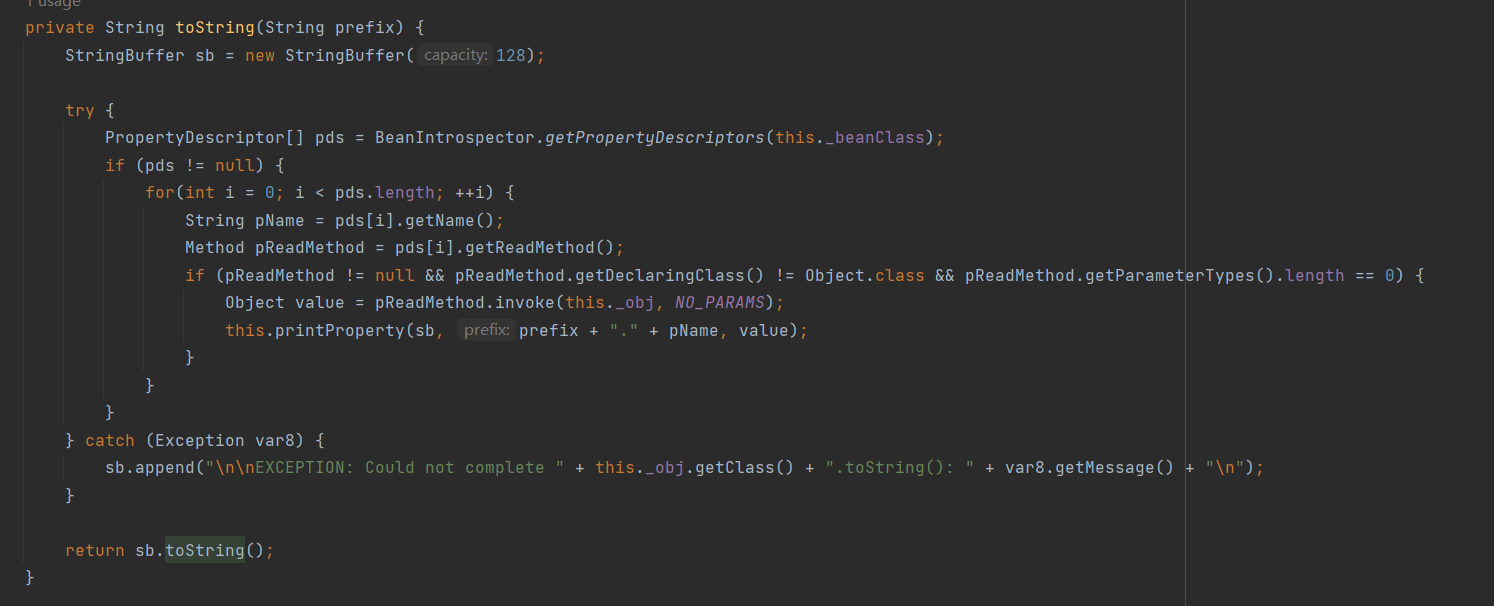 1 usage
private String toString(String prefix) {
StringBuffer sb = new StringBuffer( capacity: 128);
try {
PropertyDescriptor[] pds = BeanIntrospector.getPropertyDescriptors(this._beanClass);
if (pds != null) {
for(int i = 0; i < pds.length; ++i) {
String pName = pds[i].getName();
Method pReadMethod = pds[i].getReadMethod();
if (pReadMethod != null && pReadMethod.getDeclaringClass() != Object.class && pReadMethod.getParameterTypes().length == 0) {
Object value = pReadMethod.invoke(this._obj, NO_PARAMS);
this.printProperty(sb, prefix: prefix + "." + pName, value);
}
}
}
} catch (Exception var8) {
sb.append("\n\nEXCEPTION: Could not complete " + this._obj.getClass() + ".toString(): " + var8.getMessage() + "\n");
}
return sb.toString();
}